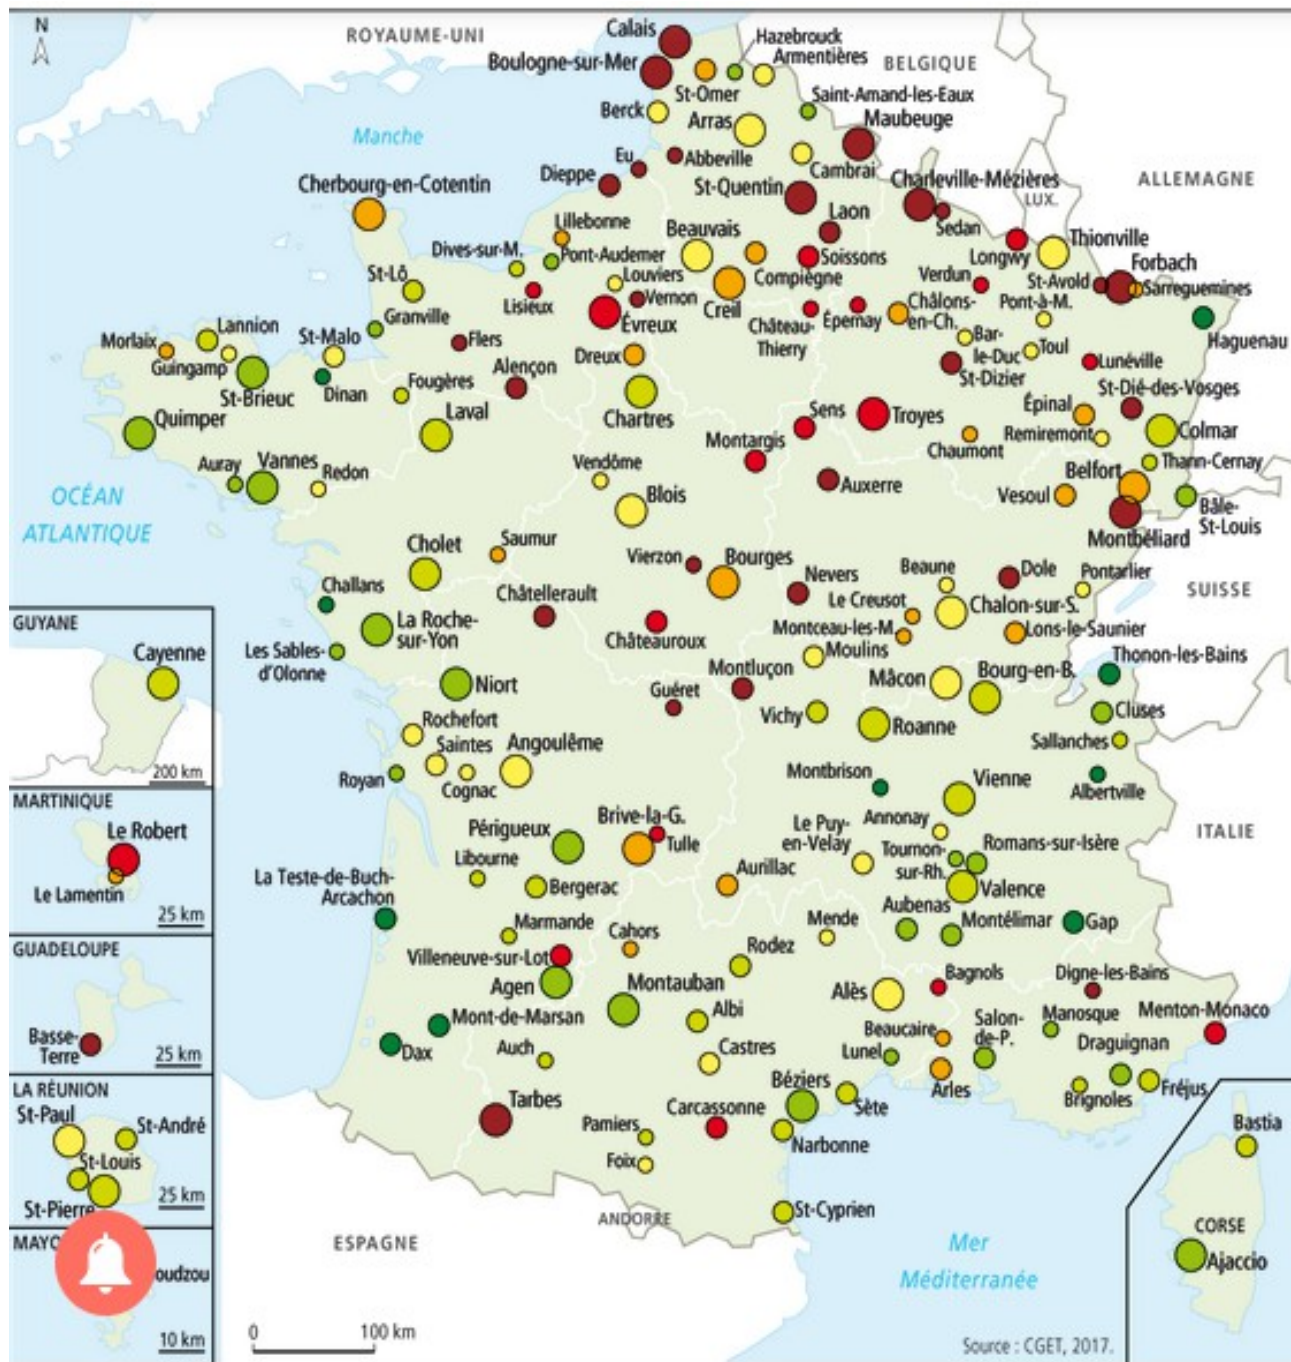 N
ROYAUME-UNI
Calais
Hazebrouck
Boulogne-sur-Mer
Armentières
BELGIQUE
St-Omer
Saint-Amand-les-Eaux
Berck
Arras
Maubeuge
Manche
Eu
Abbeville
Cambrai
Dieppe
St-Quentin
Charleville-Mézières
ALLEMAGNE
Cherbourg-en-Cotentin
LUX.
Lillebonne
Laon
Sedan
Dives-sur-M.
Beauvais
Thionville
Pont-Audemer
Soissons
Longwy
Forbach
St-Lô
Louviers
Compiègne
Verdun
St-Avold
Sarreguemines
Lisieux
Vernon
Creil
Pont-à-M.
Granville
Évreux
Château-
Thierry
Épernay
Châlons-
en-Ch.
Haguenau
Morlaix
Lannion
St-Malo
Flers
Dreux
Bar-
le-Duc
Toul
Guingamp
Alençon
St-Dizier
Lunéville
St-Brieuc
Dinan
Fougères
St-Dié-des-Vosges
Quimper
Laval
Chartres
Sens
Troyes
Épinal
Colmar
Montargis
Chaumont
Remiremont
Auray
Vannes
Redon
Vendôme
Thann-Cernay
OCÉAN
ATLANTIQUE
Blois
Auxerre
Vesoul
Belfort
Bâle-
St-Louis
Montbéliard
Cholet
Saumur
Vierzon
Bourges
Nevers
Beaune
Dole
Pontarlier
SUISSE
Challans
Châtellerault
Le Creusot
Chalon-sur-S.
La Roche-
sur-Yon
Châteauroux
Montceau-les-M.
Lons-le-Saunier
Les Sables-
d'Olonne
Moulins
Thonon-les-Bains
Niort
Guéret
Montluçon
Mâcon
Bourg-en-B.
Rochefort
Vichy
Roanne
Cluses
Saintes
Angoulême
Sallanches
Royan
Cognac
Montbrison
Vienne
Albertville
Périgueux
Brive-la-G.
Tulle
Le Puy-
en-Velay
Annonay
ITALIE
Libourne
Tournon-
sur-Rh.
Romans-sur-Isère
La Teste-de-Buch-
Arcachon
Bergerac
Aurillac
Valence
Aubenas
Montélimar
Gap
Marmande
Cahors
Mende
Villeneuve-sur-Lot
Rodez
Bagnols
Digne-les-Bains
Agen
Montauban
Alès
Manosque
Menton-Monaco
Mont-de-Marsan
Albi
Beaucaire
Salon-
de-P.
Draguignan
Dax
Auch
Castres
Lunel
Arles
Brignoles
Fréjus
Tarbes
Béziers
Sète
Pamiers
Carcassonne
Narbonne
Foix
St-Cyprien
ANDORRE
ESPAGNE
Mer
Méditerranée
Bastia
CORSE
Ajaccio
GUYANE
Cayenne
200 km
MARTINIQUE
Le Robert
Le Lamentin
25 km
GUADELOUPE
Basse-
Terre
25 km
LA RÉUNION
St-Paul
St-André
St-Louis
St-Pierre
25 km
MAYO
oudzou
10 km
0 100 km
Source : CGET, 2017.